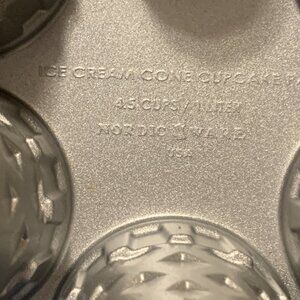 ICE CREAM CONE CUPCAKE P
4.5 CUPS / 1 LITER
NORDIC WARE
USA